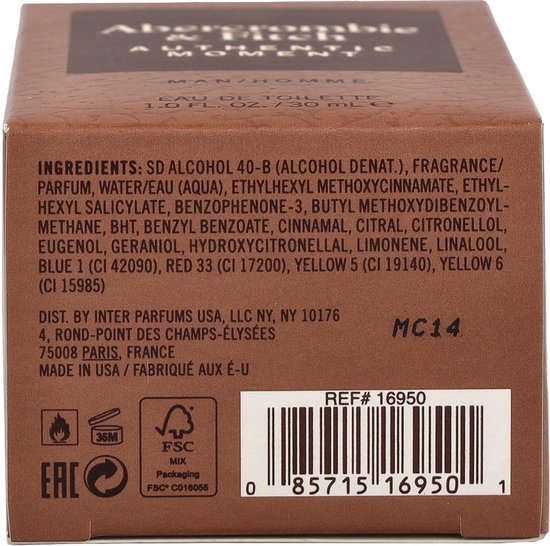 Abercrombie
& Fitch
AUTHENTIC
MOMENT
MAN/HOMME
EAU DE TOILETTE
1.0 FL. OZ. / 30 mL ℮
INGREDIENTS: SD ALCOHOL 40-B (ALCOHOL DENAT.), FRAGRANCE/
PARFUM, WATER/EAU (AQUA), ETHYLHEXYL METHOXYCINNAMATE, ETHYL-
HEXYL SALICYLATE, BENZOPHENONE-3, BUTYL METHOXYDIBENZOYL-
METHANE, BHT, BENZYL BENZOATE, CINNAMAL, CITRAL, CITRONELLOL,
EUGENOL, GERANIOL, HYDROXYCITRONELLAL, LIMONENE, LINALOOL,
BLUE 1 (CI 42090), RED 33 (CI 17200), YELLOW 5 (CI 19140), YELLOW 6
(CI 15985)
DIST. BY INTER PARFUMS USA, LLC NY, NY 10176
4, ROND-POINT DES CHAMPS-ÉLYSÉES
75008 PARIS, FRANCE
MADE IN USA / FABRIQUÉ AUX É-U
MC14
36M
FSC
MIX
Packaging
FSC® C016055
EAC
REF# 16950
0 85715 16950 1